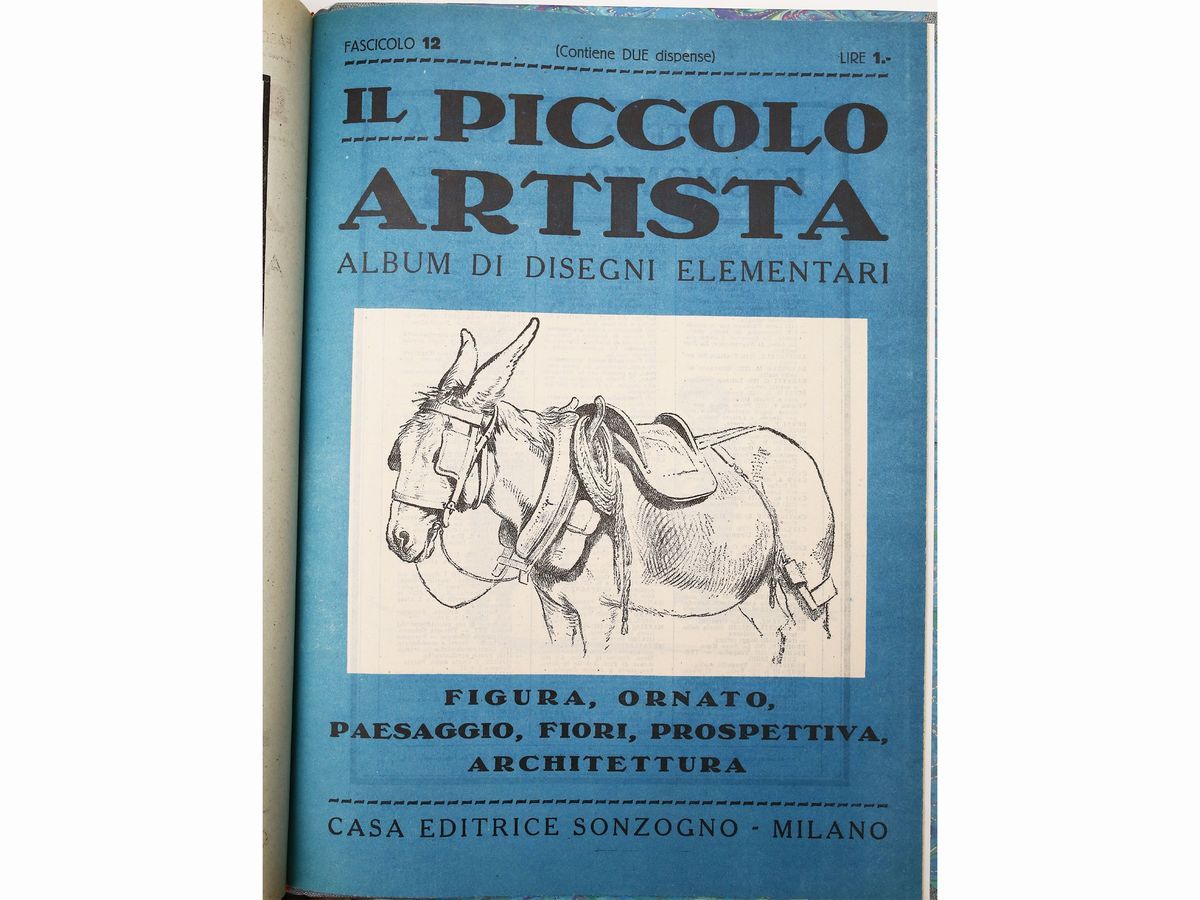 FASCICOLO 12 (Contiene DUE dispense) LIRE 1.-
IL PICCOLO
ARTISTA
ALBUM DI DISEGNI ELEMENTARI
FIGURA, ORNATO,
PAESAGGIO, FIORI, PROSPETTIVA,
ARCHITETTURA
CASA EDITRICE SONZOGNO - MILANO